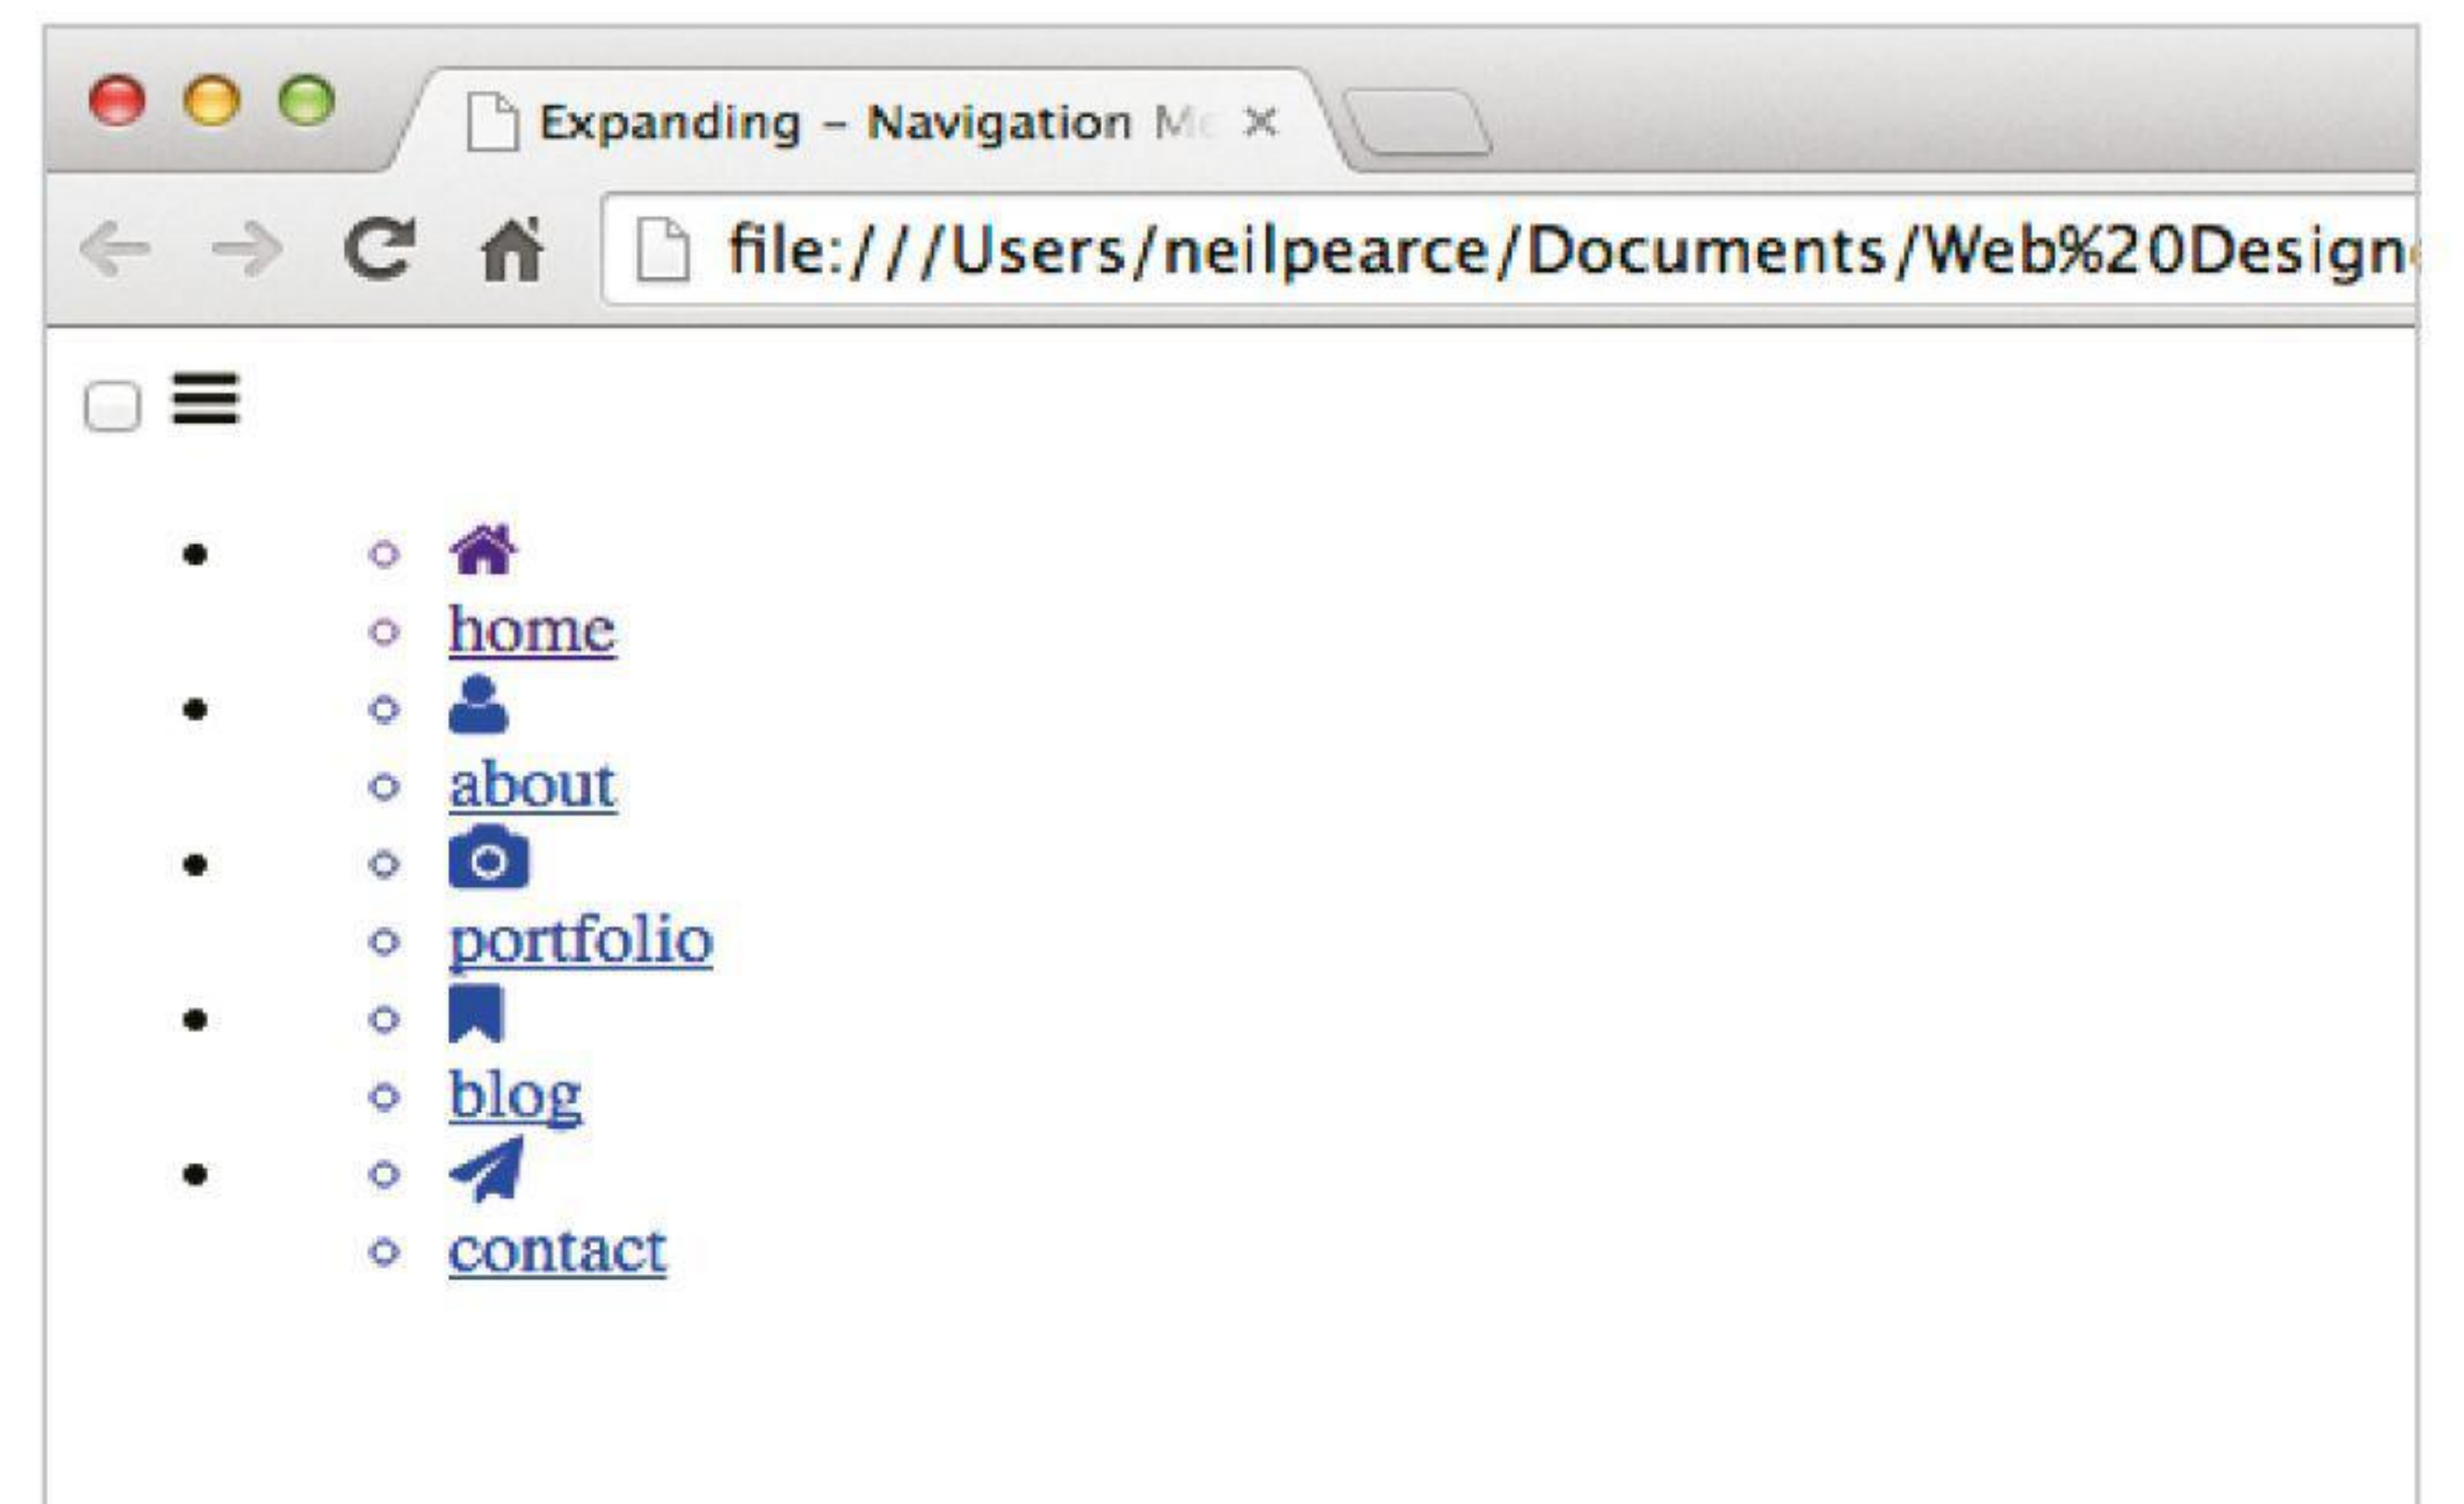 Expanding – Navigation
file:///Users/neilpearce/Documents/Web%20Design
home
about
portfolio
blog
contact